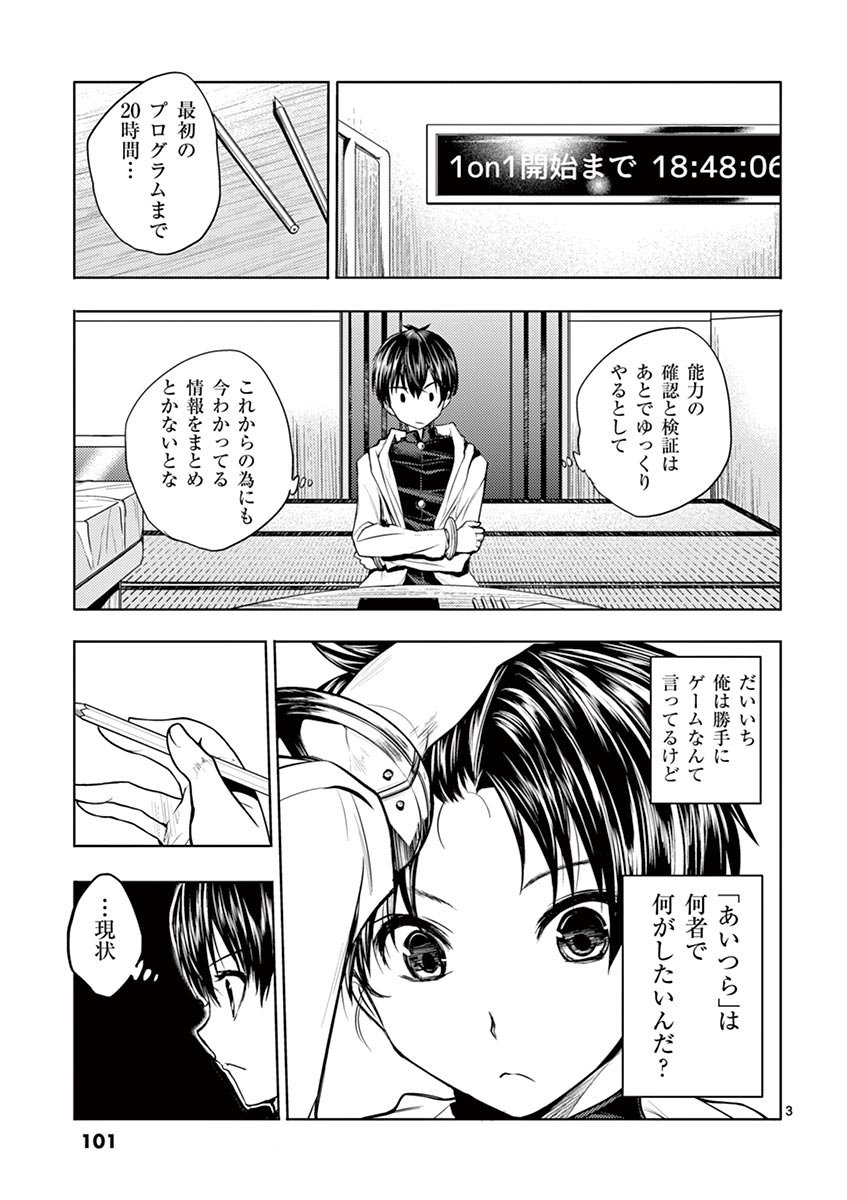 1on1開始まで 18:48:06
最初の
プログラムまで
20時間…
能力の
確認と検証は
あとでゆっくり
やるとして
これからの為にも
今わかってる
情報をまとめ
とかないとな
だいいち
俺は勝手に
ゲームなんて
言ってるけど
「あいつら」は
何者で
何がしたいんだ?
…現状
3
101